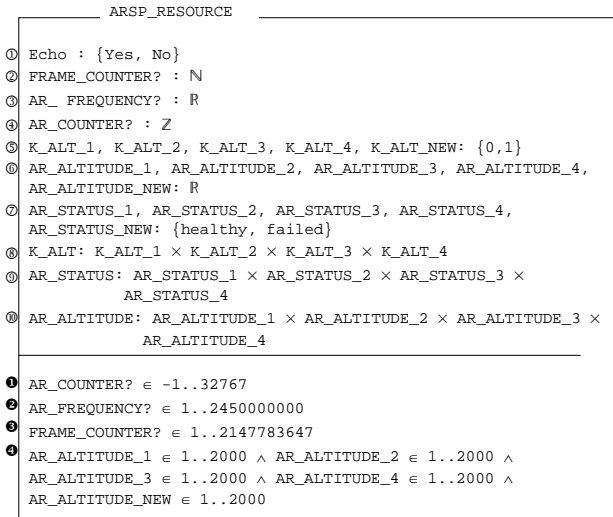 ARSP_RESOURCE
① Echo : {Yes, No}
② FRAME_COUNTER? : ℕ
③ AR_ FREQUENCY? : ℝ
④ AR_COUNTER? : ℤ
⑤ K_ALT_1, K_ALT_2, K_ALT_3, K_ALT_4, K_ALT_NEW: {0,1}
⑥ AR_ALTITUDE_1, AR_ALTITUDE_2, AR_ALTITUDE_3, AR_ALTITUDE_4,
AR_ALTITUDE_NEW: ℝ
⑦ AR_STATUS_1, AR_STATUS_2, AR_STATUS_3, AR_STATUS_4,
AR_STATUS_NEW: {healthy, failed}
⑧ K_ALT: K_ALT_1 × K_ALT_2 × K_ALT_3 × K_ALT_4
⑨ AR_STATUS: AR_STATUS_1 × AR_STATUS_2 × AR_STATUS_3 ×
AR_STATUS_4
⑩ AR_ALTITUDE: AR_ALTITUDE_1 × AR_ALTITUDE_2 × AR_ALTITUDE_3 ×
AR_ALTITUDE_4
❶ AR_COUNTER? ∈ -1..32767
❷ AR_FREQUENCY? ∈ 1..2450000000
❸ FRAME_COUNTER? ∈ 1..2147783647
❹ AR_ALTITUDE_1 ∈ 1..2000 ∧ AR_ALTITUDE_2 ∈ 1..2000 ∧
AR_ALTITUDE_3 ∈ 1..2000 ∧ AR_ALTITUDE_4 ∈ 1..2000 ∧
AR_ALTITUDE_NEW ∈ 1..2000